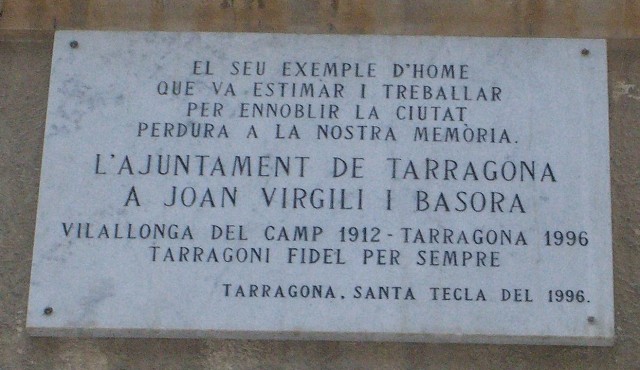 EL SEU EXEMPLE D'HOME
QUE VA ESTIMAR I TREBALLAR
PER ENNOBLIR LA CIUTAT
PERDURA A LA NOSTRA MEMÒRIA.
L'AJUNTAMENT DE TARRAGONA
A JOAN VIRGILI I BASORA
VILALLONGA DEL CAMP 1912 - TARRAGONA 1996
TARRAGONI FIDEL PER SEMPRE
TARRAGONA, SANTA TECLA DEL 1996.